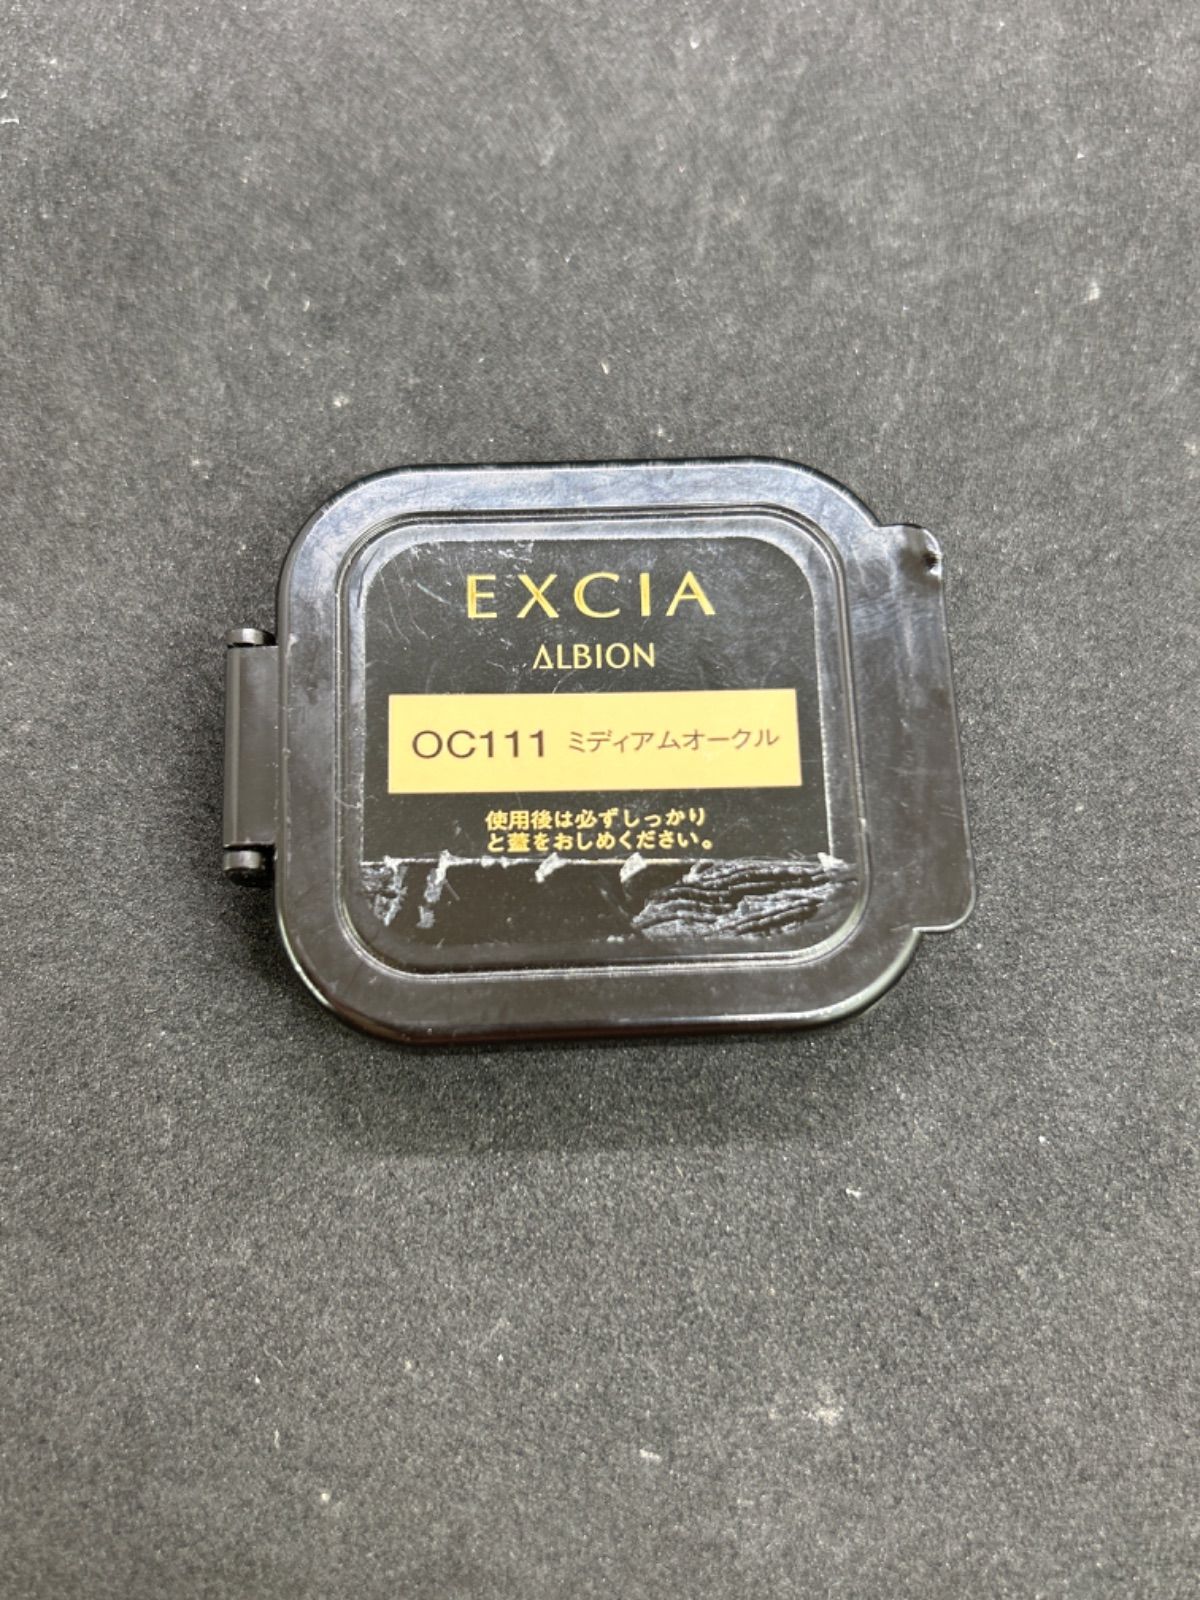 EXCIA
ALBION
OC111 ミディアムオークル
使用後は必ずしっかり
と蓋をおしめください。